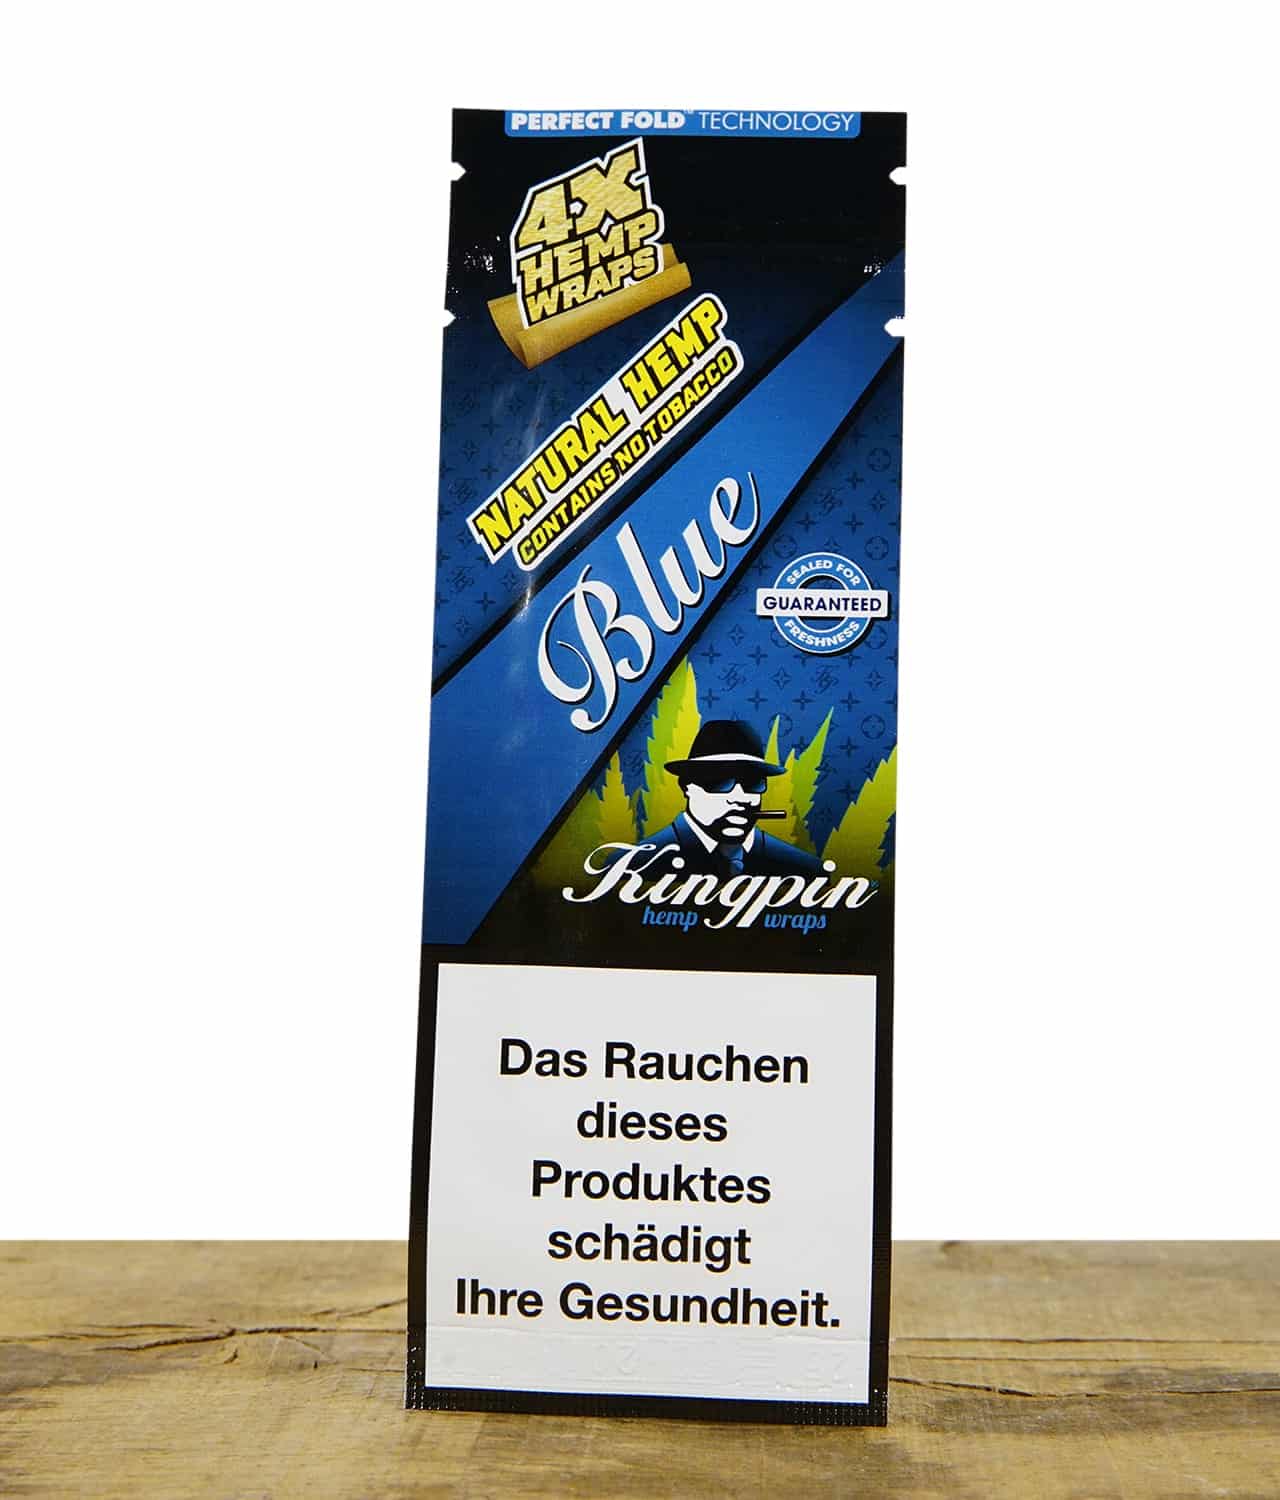 PERFECT FOLD™ TECHNOLOGY
4X
HEMP
WRAPS
NATURAL HEMP
CONTAINS NO TOBACCO
Blue
SEALED FOR
GUARANTEED
FRESHNESS
Kingpin®
hemp wraps
Das Rauchen
dieses
Produktes
schädigt
Ihre Gesundheit.